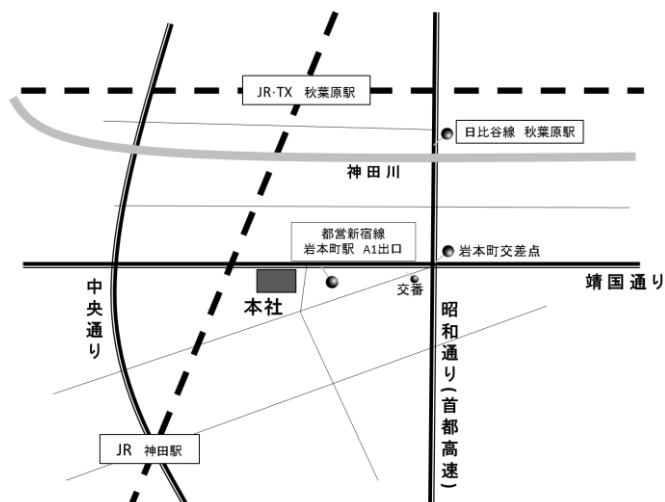 JR・TX 秋葉原駅
日比谷線 秋葉原駅
神田川
都営新宿線
岩本町駅 A1出口
岩本町交差点
靖国通り
本社
交番
中央通り
昭和通り(首都高速)
JR 神田駅